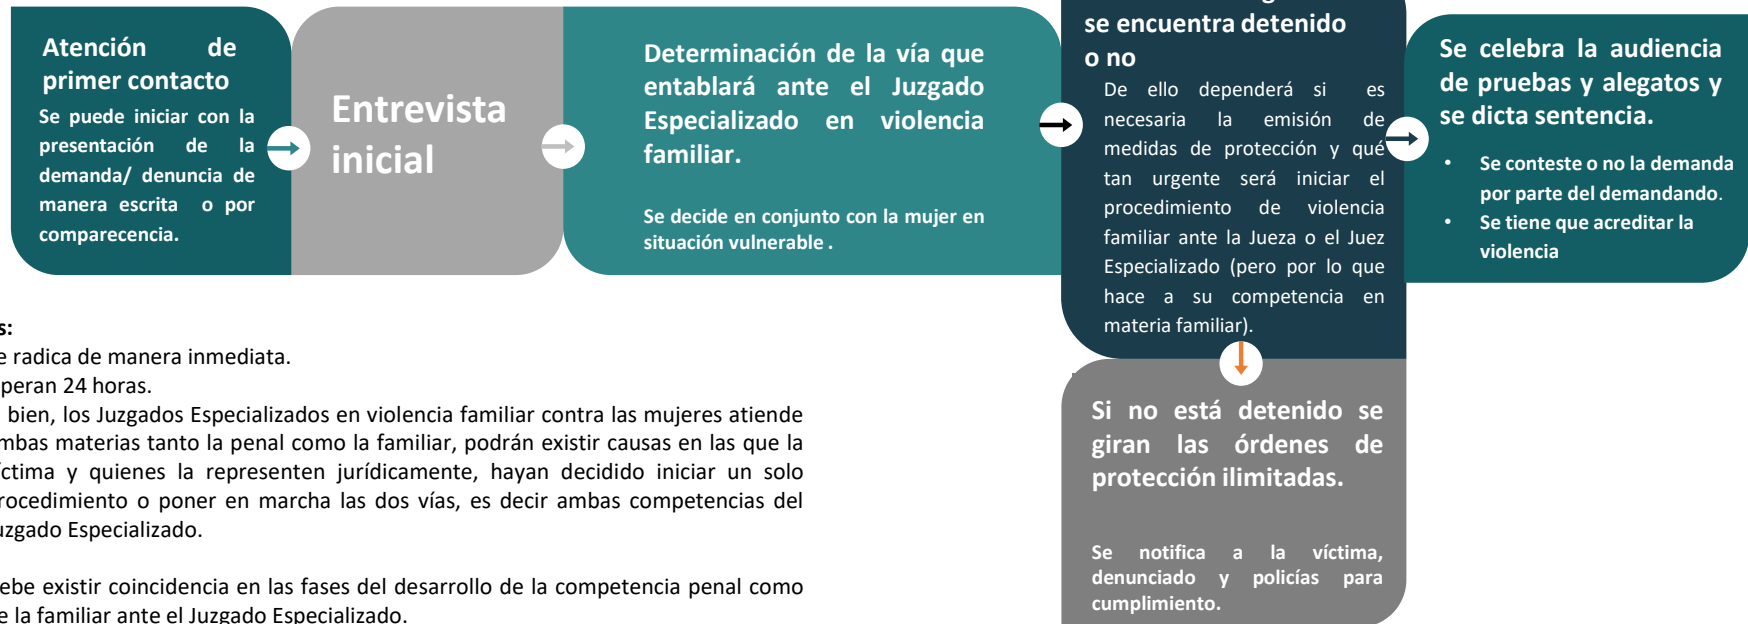 Atención de
primer contacto
Se puede iniciar con la
presentación de la
demanda/ denuncia de
manera escrita o por
comparecencia.
Entrevista
inicial
Determinación de la vía que
entablará ante el Juzgado
Especializado en violencia
familiar.
Se decide en conjunto con la mujer en
situación vulnerable .
se encuentra detenido
o no
De ello dependerá si es
necesaria la emisión de
medidas de protección y qué
tan urgente será iniciar el
procedimiento de violencia
familiar ante la Jueza o el Juez
Especializado (pero por lo que
hace a su competencia en
materia familiar).
Se celebra la audiencia
de pruebas y alegatos y
se dicta sentencia.
• Se conteste o no la demanda
por parte del demandando.
• Se tiene que acreditar la
violencia
Si no está detenido se
giran las órdenes de
protección ilimitadas.
Se notifica a la víctima,
denunciado y policías para
cumplimiento.
s:
e radica de manera inmediata.
peran 24 horas.
bien, los Juzgados Especializados en violencia familiar contra las mujeres atiende
mbas materias tanto la penal como la familiar, podrán existir causas en las que la
íctima y quienes la representen jurídicamente, hayan decidido iniciar un solo
rocedimiento o poner en marcha las dos vías, es decir ambas competencias del
uzgado Especializado.
ebe existir coincidencia en las fases del desarrollo de la competencia penal como
e la familiar ante el Juzgado Especializado.